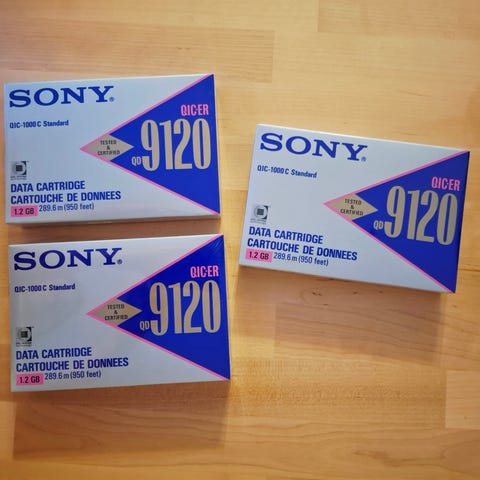 SONY®
QIC-ER
QIC-1000 C Standard
TESTED
& CERTIFIED
QD 9120
DATA CARTRIDGE
CARTOUCHE DE DONNEES
1.2 GB 289.6 m (950 feet)
SONY®
QIC-ER
QIC-1000 C Standard
TESTED
& CERTIFIED
QD 9120
DATA CARTRIDGE
CARTOUCHE DE DONNEES
1.2 GB 289.6 m (950 feet)
SONY®
QIC-ER
QIC-1000 C Standard
TESTED
& CERTIFIED
QD 9120
DATA CARTRIDGE
CARTOUCHE DE DONNEES
1.2 GB 289.6 m (950 feet)